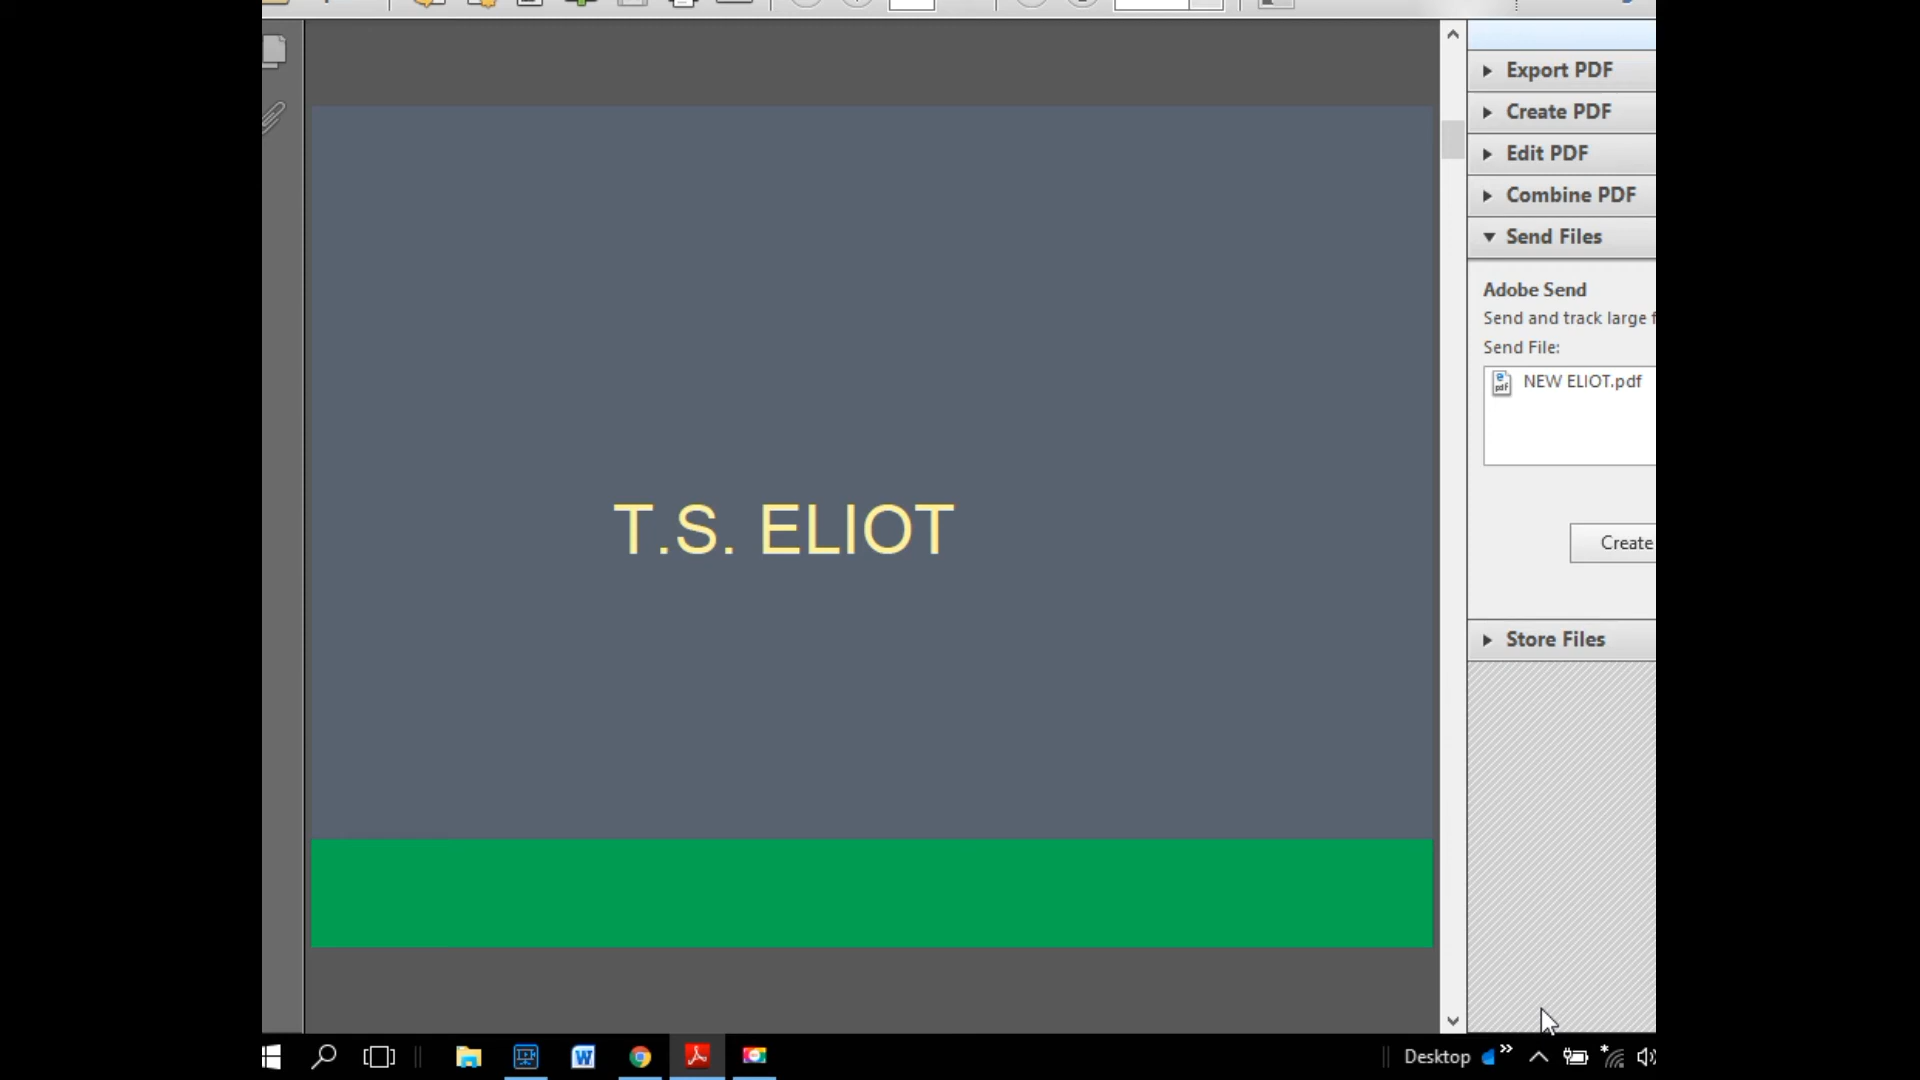 T.S. ELIOT
Export PDF
Create PDF
Edit PDF
Combine PDF
Send Files
Adobe Send
Send and track large f
Send File:
NEW ELIOT.pdf
Create
Store Files
Desktop